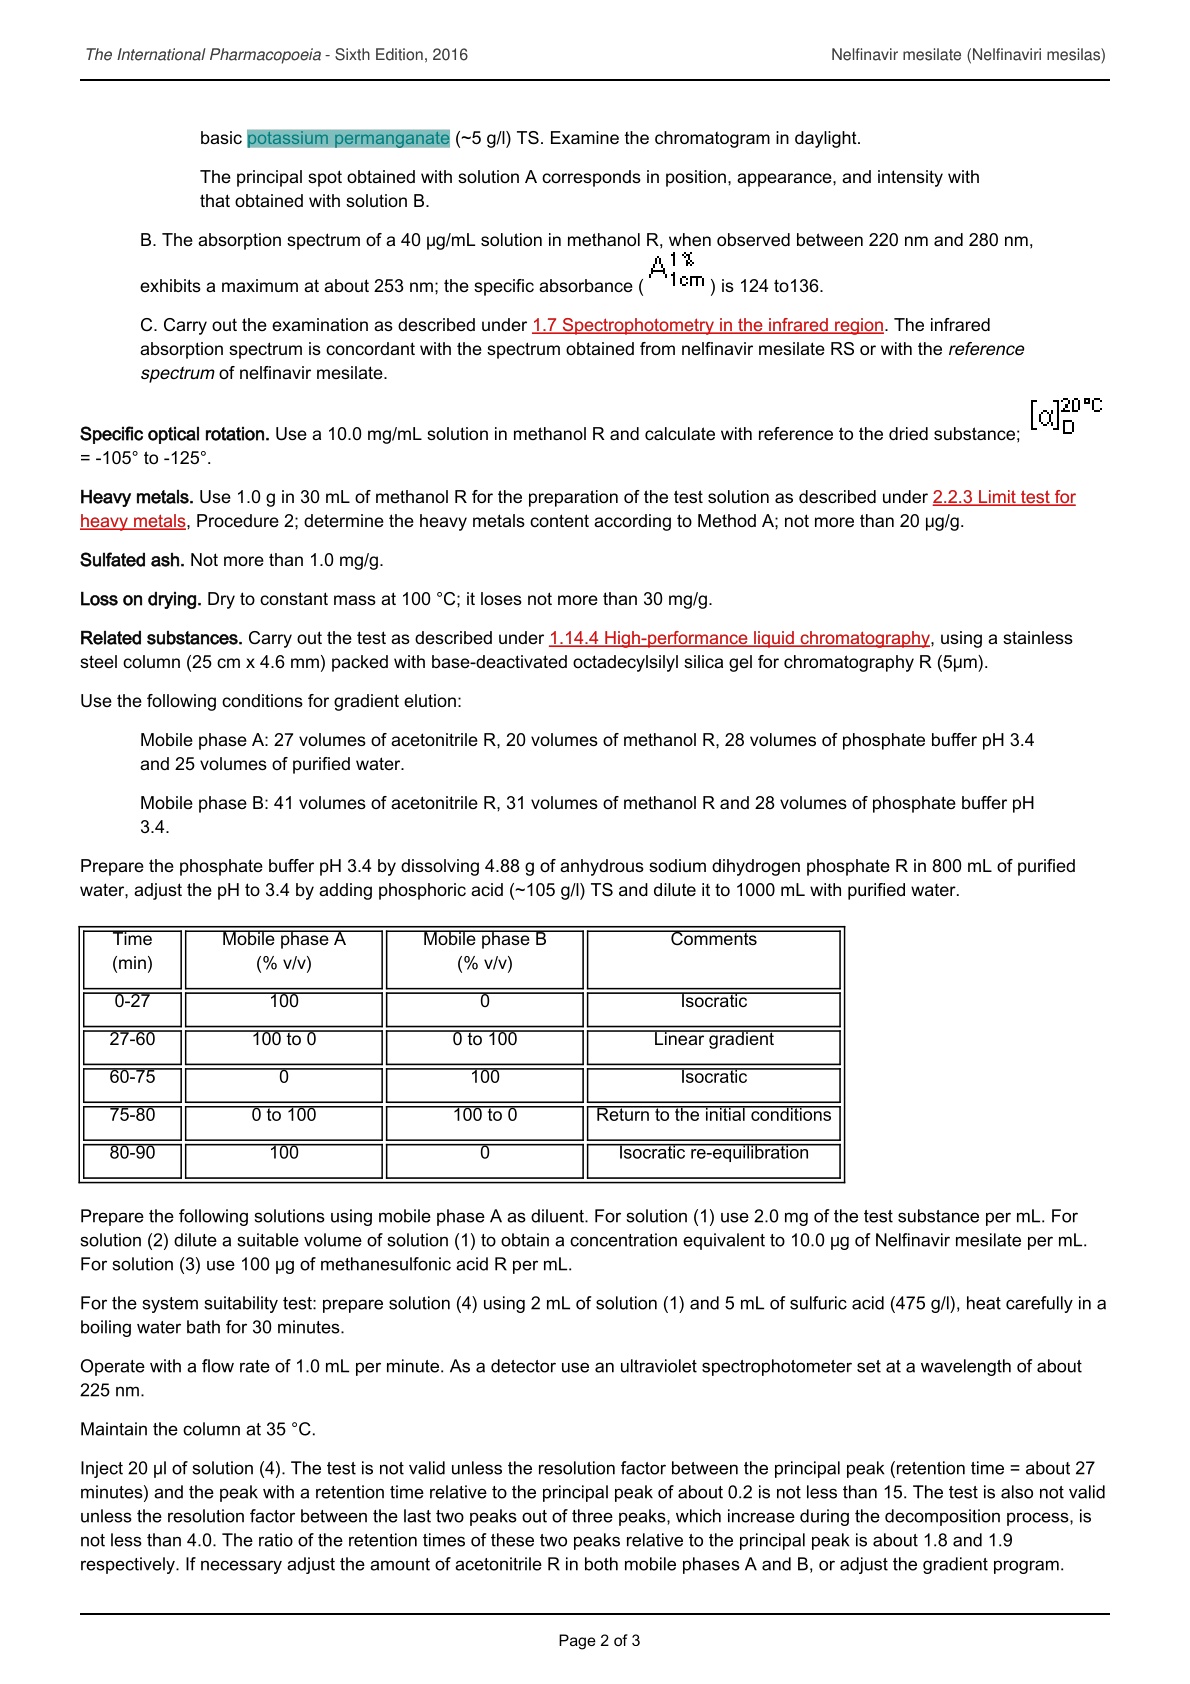 The International Pharmacopoeia - Sixth Edition, 2016
Nelfinavir mesilate (Nelfinaviri mesilas)
basic potassium permanganate (~5 g/l) TS. Examine the chromatogram in daylight.
The principal spot obtained with solution A corresponds in position, appearance, and intensity with
that obtained with solution B.
B. The absorption spectrum of a 40 µg/mL solution in methanol R, when observed between 220 nm and 280 nm,
exhibits a maximum at about 253 nm; the specific absorbance ( A 1% 1cm ) is 124 to136.
C. Carry out the examination as described under 1.7 Spectrophotometry in the infrared region. The infrared
absorption spectrum is concordant with the spectrum obtained from nelfinavir mesilate RS or with the reference
spectrum of nelfinavir mesilate.
Specific optical rotation. Use a 10.0 mg/mL solution in methanol R and calculate with reference to the dried substance; [α] 20°C D
= -105° to -125°.
Heavy metals. Use 1.0 g in 30 mL of methanol R for the preparation of the test solution as described under 2.2.3 Limit test for
heavy metals, Procedure 2; determine the heavy metals content according to Method A; not more than 20 µg/g.
Sulfated ash. Not more than 1.0 mg/g.
Loss on drying. Dry to constant mass at 100 °C; it loses not more than 30 mg/g.
Related substances. Carry out the test as described under 1.14.4 High-performance liquid chromatography, using a stainless
steel column (25 cm x 4.6 mm) packed with base-deactivated octadecylsilyl silica gel for chromatography R (5µm).
Use the following conditions for gradient elution:
Mobile phase A: 27 volumes of acetonitrile R, 20 volumes of methanol R, 28 volumes of phosphate buffer pH 3.4
and 25 volumes of purified water.
Mobile phase B: 41 volumes of acetonitrile R, 31 volumes of methanol R and 28 volumes of phosphate buffer pH
3.4.
Prepare the phosphate buffer pH 3.4 by dissolving 4.88 g of anhydrous sodium dihydrogen phosphate R in 800 mL of purified
water, adjust the pH to 3.4 by adding phosphoric acid (~105 g/l) TS and dilute it to 1000 mL with purified water.
Time Mobile phase A Mobile phase B Comments
(min) (% v/v) (% v/v)
0-27 100 0 Isocratic
27-60 100 to 0 0 to 100 Linear gradient
60-75 0 100 Isocratic
75-80 0 to 100 100 to 0 Return to the initial conditions
80-90 100 0 Isocratic re-equilibration
Prepare the following solutions using mobile phase A as diluent. For solution (1) use 2.0 mg of the test substance per mL. For
solution (2) dilute a suitable volume of solution (1) to obtain a concentration equivalent to 10.0 µg of Nelfinavir mesilate per mL.
For solution (3) use 100 µg of methanesulfonic acid R per mL.
For the system suitability test: prepare solution (4) using 2 mL of solution (1) and 5 mL of sulfuric acid (475 g/l), heat carefully in a
boiling water bath for 30 minutes.
Operate with a flow rate of 1.0 mL per minute. As a detector use an ultraviolet spectrophotometer set at a wavelength of about
225 nm.
Maintain the column at 35 °C.
Inject 20 µl of solution (4). The test is not valid unless the resolution factor between the principal peak (retention time = about 27
minutes) and the peak with a retention time relative to the principal peak of about 0.2 is not less than 15. The test is also not valid
unless the resolution factor between the last two peaks out of three peaks, which increase during the decomposition process, is
not less than 4.0. The ratio of the retention times of these two peaks relative to the principal peak is about 1.8 and 1.9
respectively. If necessary adjust the amount of acetonitrile R in both mobile phases A and B, or adjust the gradient program.
Page 2 of 3